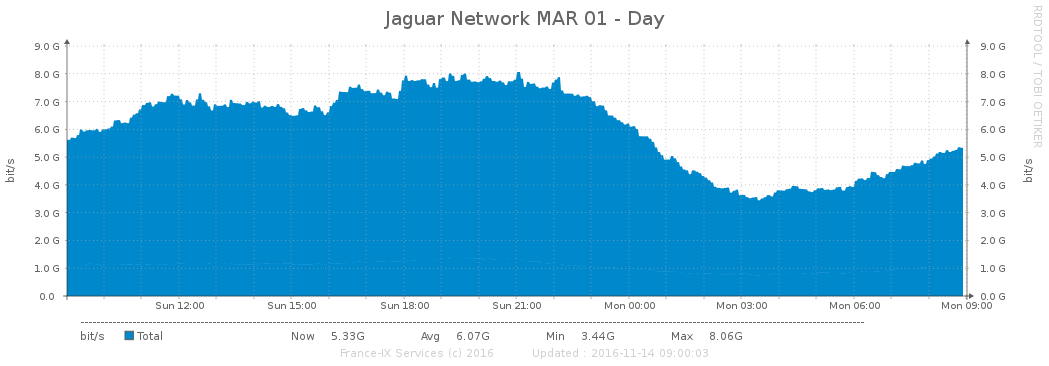 Jaguar Network MAR 01 - Day
RRDTOOL / TOBI OETIKER
9.0 G 9.0 G
8.0 G 8.0 G
7.0 G 7.0 G
6.0 G 6.0 G
5.0 G 5.0 G
4.0 G 4.0 G
3.0 G 3.0 G
2.0 G 2.0 G
1.0 G 1.0 G
0.0 0.0 G
bit/s
bit/s
Sun 12:00 Sun 15:00 Sun 18:00 Sun 21:00 Mon 00:00 Mon 03:00 Mon 06:00 Mon 09:00
bit/s Total Now 5.33G Avg 6.07G Min 3.44G Max 8.06G
France-IX Services (c) 2016 Updated : 2016-11-14 09:00:03